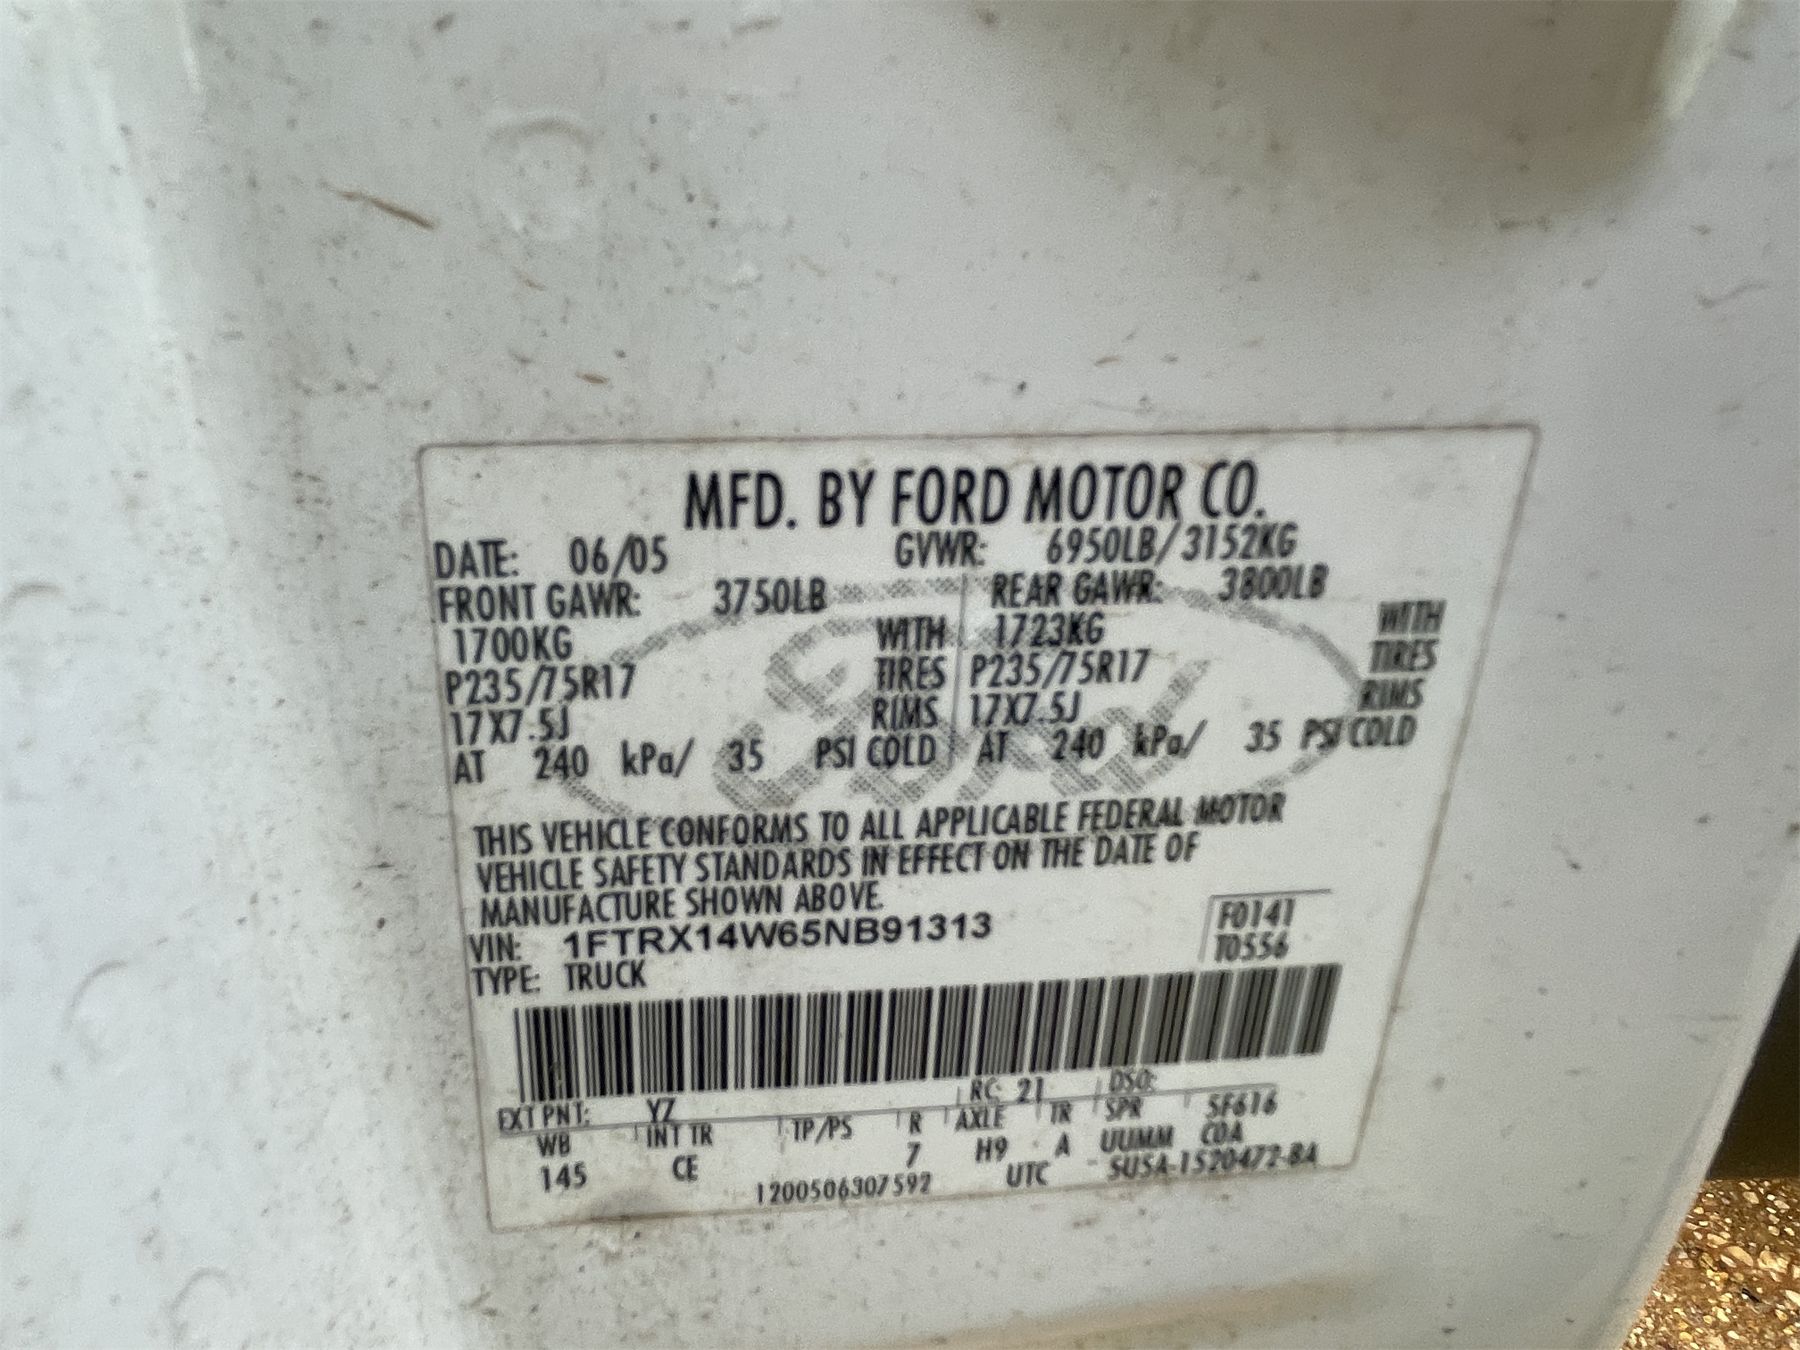 MFD. BY FORD MOTOR CO.
DATE: 06/05 GVWR: 6950LB/3152KG
FRONT GAWR: 3750LB REAR GAWR: 3800LB
1700KG WITH 1723KG WITH
P235/75R17 TIRES P235/75R17 TIRES
17X7.5J RIMS 17X7.5J RIMS
AT 240 kPa/ 35 PSI COLD AT 240 kPa/ 35 PSI COLD
Ford
THIS VEHICLE CONFORMS TO ALL APPLICABLE FEDERAL MOTOR
VEHICLE SAFETY STANDARDS IN EFFECT ON THE DATE OF
MANUFACTURE SHOWN ABOVE.
VIN: 1FTRX14W65NB91313
F0141
T0556
TYPE: TRUCK
EXT PNT: YZ RC: 21 DSO:
WB INT TR TP/PS R AXLE TR SPR 5F616
145 CE 7 H9 A UUMM COA
1200506307592 UTC 5U5A-1520472-BA